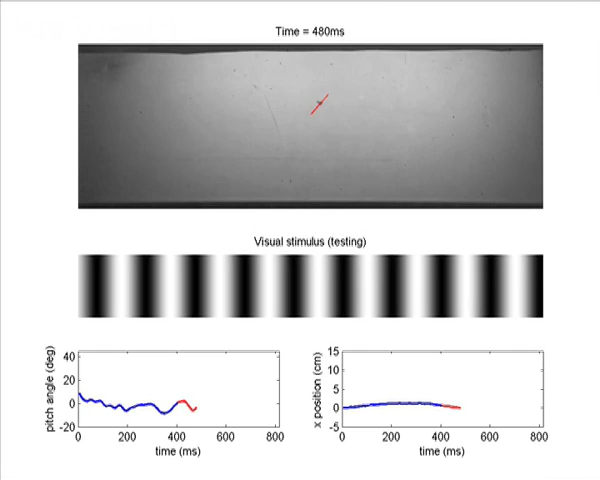 Time = 480ms
Visual stimulus (testing)
pitch angle (deg)
40
20
0
-20
0 200 400 600 800
time (ms)
x position (cm)
15
10
5
0
-5
0 200 400 600 800
time (ms)